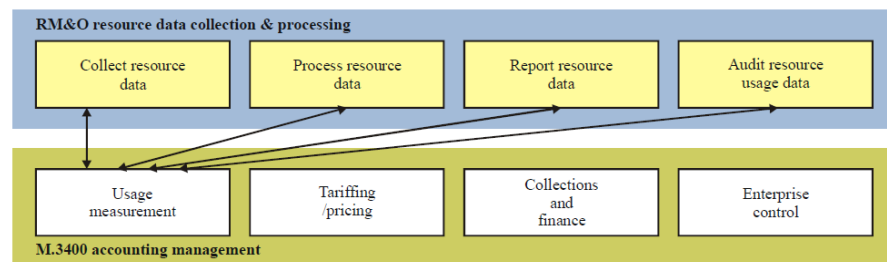 RM&O resource data collection & processing
Collect resource
data
Process resource
data
Report resource
data
Audit resource
usage data
Usage
measurement
Tariffing
/pricing
Collections
and
finance
Enterprise
control
M.3400 accounting management